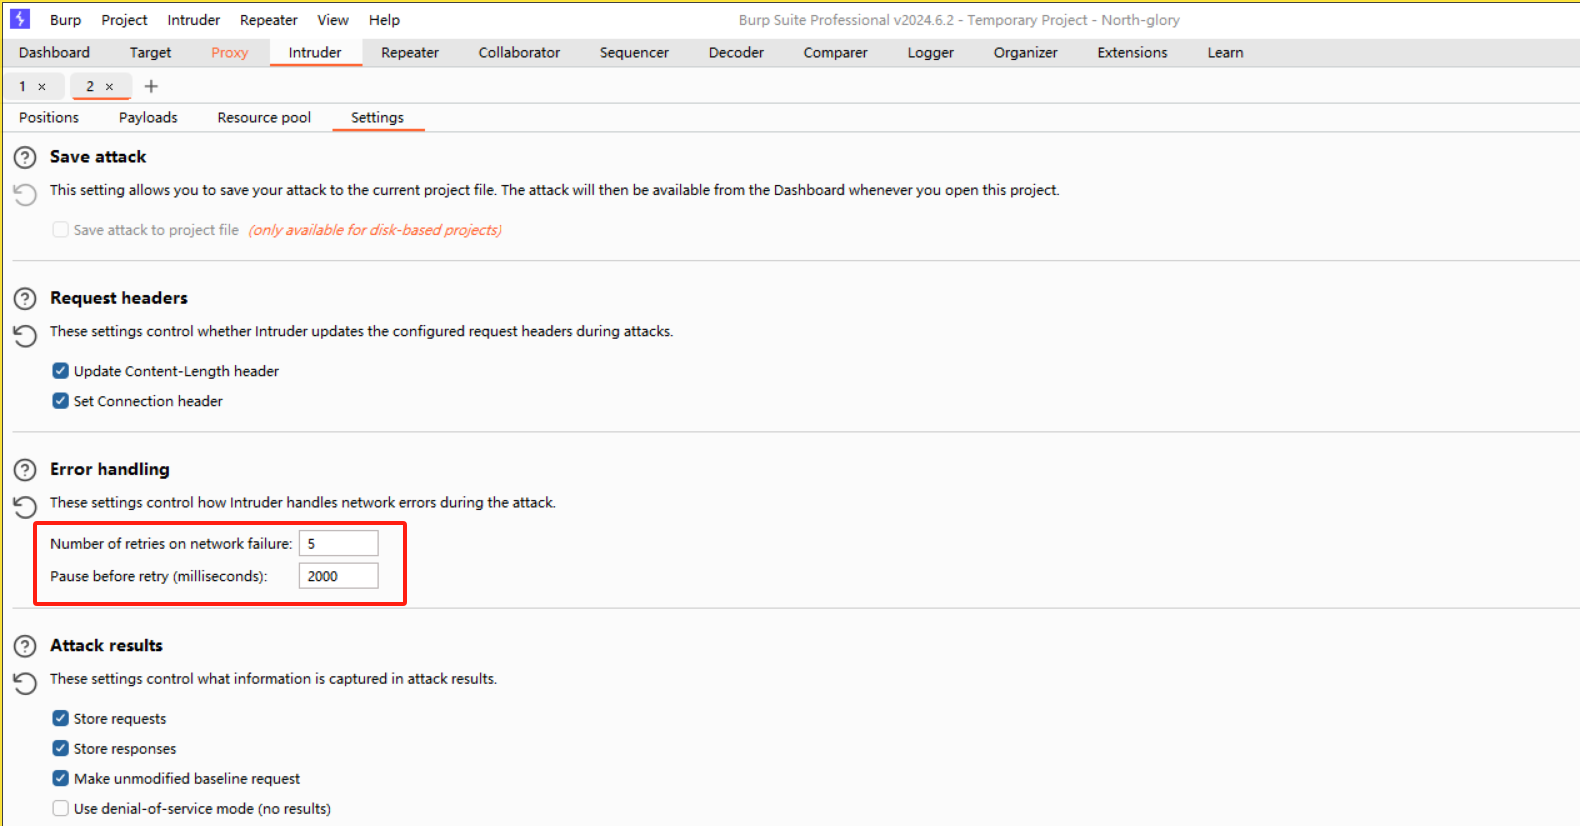 Burp Project Intruder Repeater View Help Burp Suite Professional v2024.6.2 - Temporary Project - North-glory
Dashboard Target Proxy Intruder Repeater Collaborator Sequencer Decoder Comparer Logger Organizer Extensions Learn
1 × 2 × +
Positions Payloads Resource pool Settings
Save attack
This setting allows you to save your attack to the current project file. The attack will then be available from the Dashboard whenever you open this project.
Save attack to project file (only available for disk-based projects)
Request headers
These settings control whether Intruder updates the configured request headers during attacks.
Update Content-Length header
Set Connection header
Error handling
These settings control how Intruder handles network errors during the attack.
Number of retries on network failure: 5
Pause before retry (milliseconds): 2000
Attack results
These settings control what information is captured in attack results.
Store requests
Store responses
Make unmodified baseline request
Use denial-of-service mode (no results)